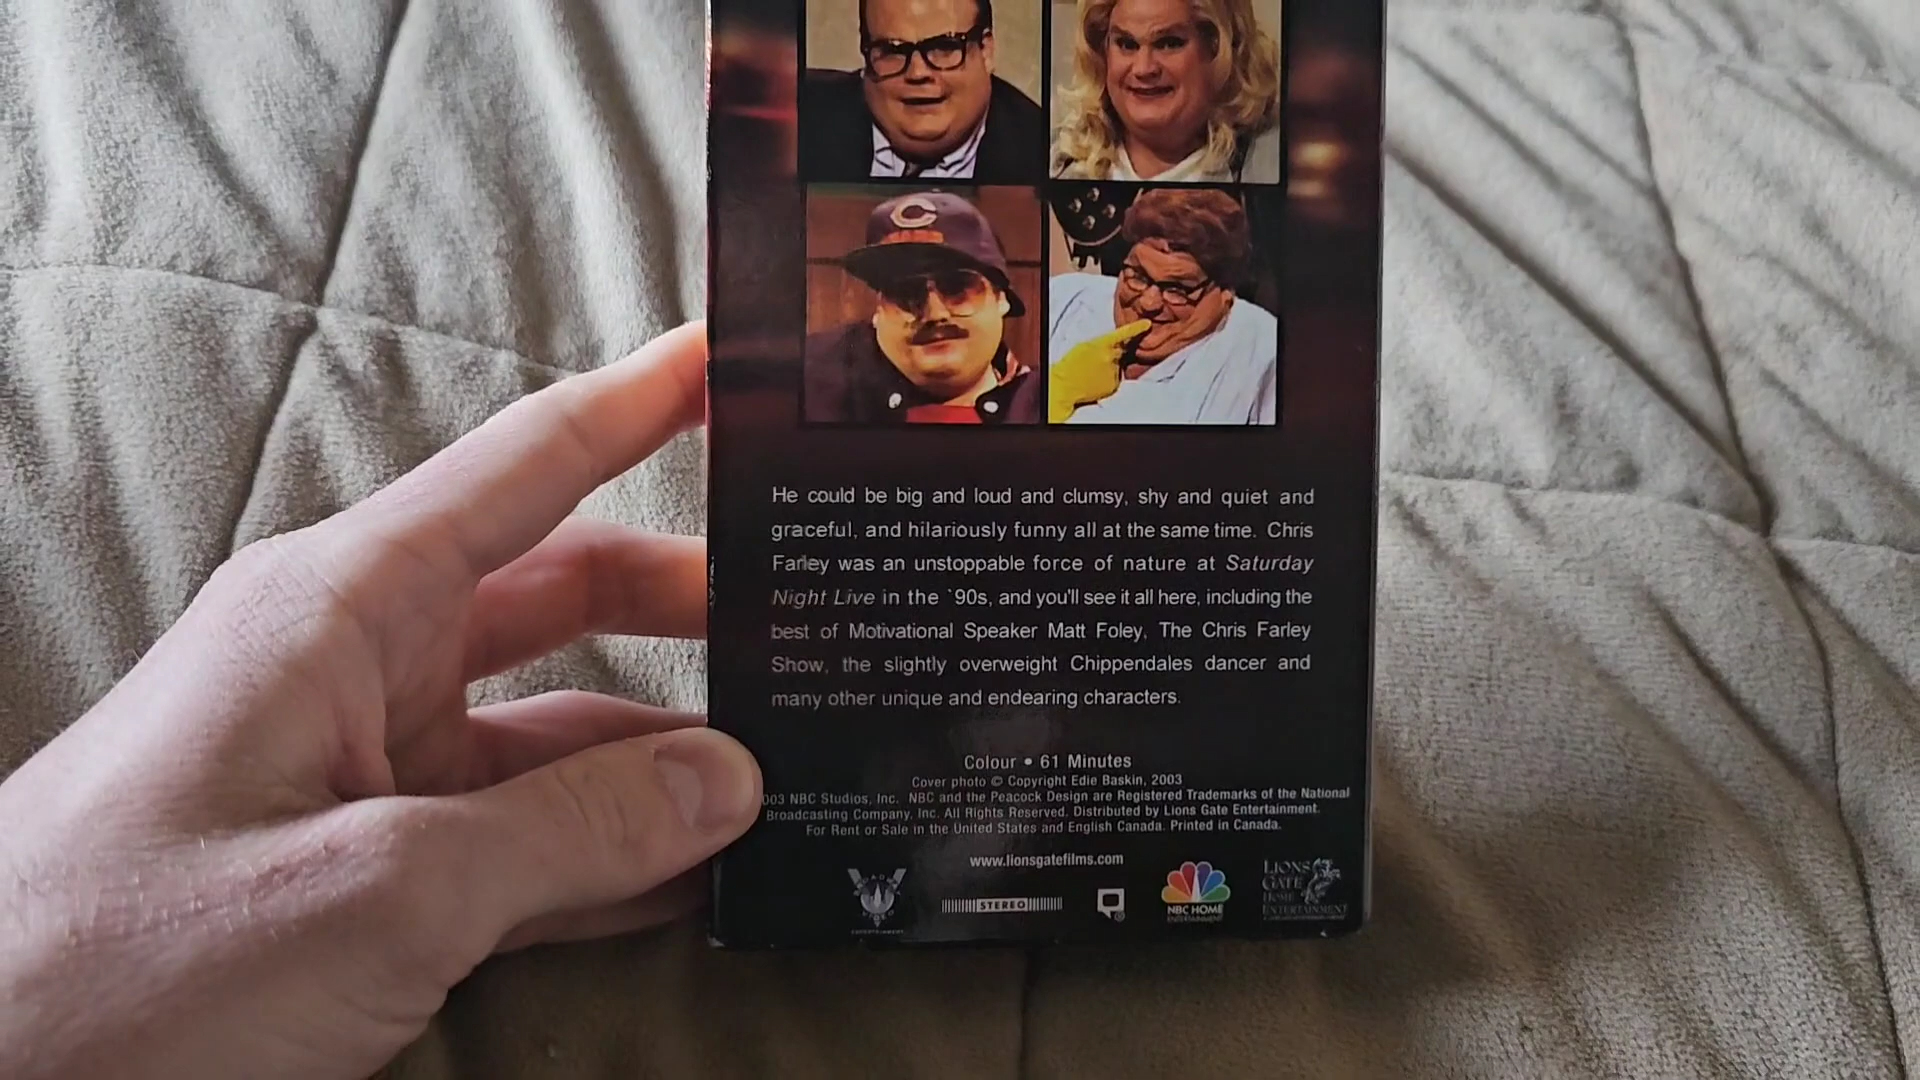 C
He could be big and loud and clumsy, shy and quiet and
graceful, and hilariously funny all at the same time. Chris
Farley was an unstoppable force of nature at Saturday
Night Live in the `90s, and you'll see it all here, including the
best of Motivational Speaker Matt Foley, The Chris Farley
Show, the slightly overweight Chippendales dancer and
many other unique and endearing characters.
Colour • 61 Minutes
Cover photo © Copyright Edie Baskin, 2003
003 NBC Studios, Inc. NBC and the Peacock Design are Registered Trademarks of the National
Broadcasting Company, Inc. All Rights Reserved. Distributed by Lions Gate Entertainment.
For Rent or Sale in the United States and English Canada. Printed in Canada.
www.lionsgatefilms.com
BROADWAY VIDEO
ENTERTAINMENT
STEREO
NBC HOME
ENTERTAINMENT
LIONS
GATE
HOME
ENTERTAINMENT